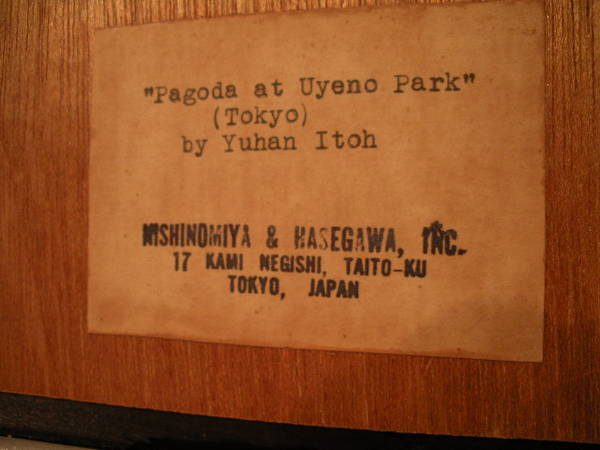 "Pagoda at Uyeno Park"
(Tokyo)
by Yuhan Itoh
NISHINOMIYA & HASEGAWA, INC.
17 KAMI NEGISHI, TAITO-KU
TOKYO, JAPAN